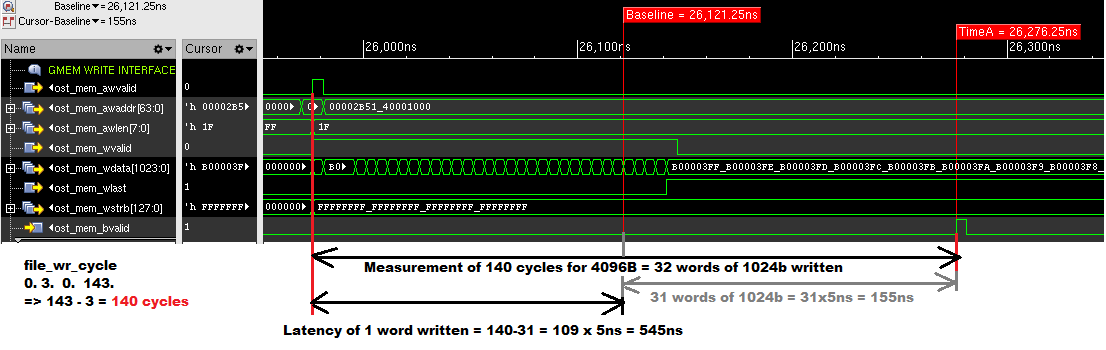 Baseline▼= 26,121.25ns
Cursor-Baseline▼= 155ns
Baseline = 26,121.25ns
TimeA = 26,276.25ns
Name
Cursor
26,000ns
26,100ns
26,200ns
26,300ns
GMEM WRITE INTERFACE
ost_mem_awvalid
0
ost_mem_awaddr[63:0]
'h 00002B5
0000
0
00002B51_40001000
ost_mem_awlen[7:0]
'h 1F
FF
1F
ost_mem_wvalid
0
ost_mem_wdata[1023:0]
'h B00003F
000000
B0
B00003FF_B00003FE_B00003FD_B00003FC_B00003FB_B00003FA_B00003F9_B00003F8_
ost_mem_wlast
1
ost_mem_wstrb[127:0]
'h FFFFFFF
000000
FFFFFFFF_FFFFFFFF_FFFFFFFF_FFFFFFFF
ost_mem_bvalid
1
file_wr_cycle
0. 3. 0. 143.
=> 143 - 3 = 140 cycles
Measurement of 140 cycles for 4096B = 32 words of 1024b written
31 words of 1024b = 31x5ns = 155ns
Latency of 1 word written = 140-31 = 109 x 5ns = 545ns